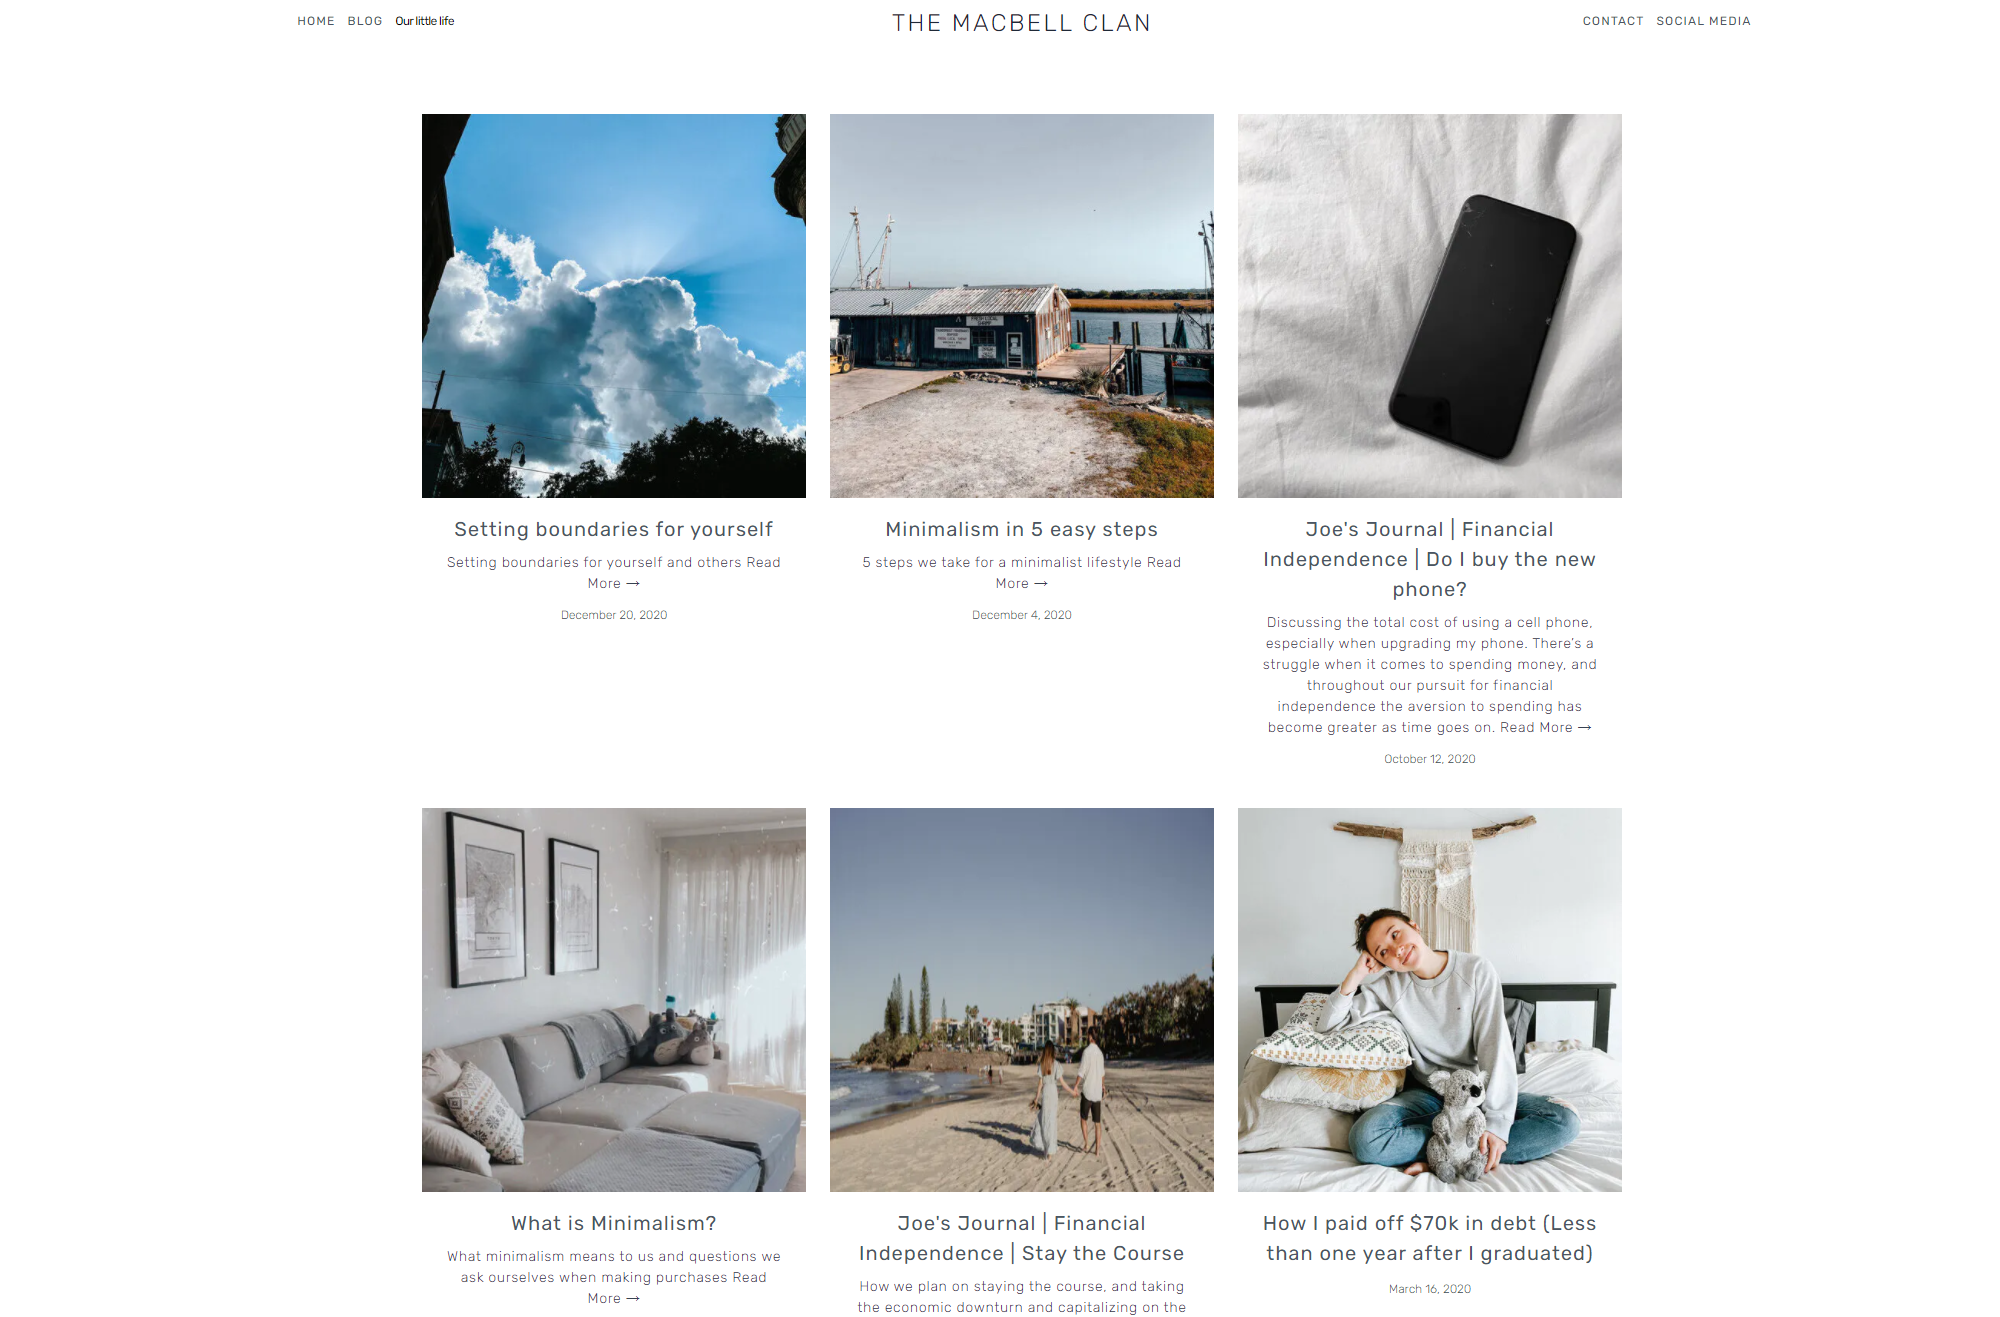 HOME BLOG Our little life
THE MACBELL CLAN
CONTACT SOCIAL MEDIA
Setting boundaries for yourself
Setting boundaries for yourself and others Read
More →
December 20, 2020
Minimalism in 5 easy steps
5 steps we take for a minimalist lifestyle Read
More →
December 4, 2020
Joe's Journal | Financial
Independence | Do I buy the new
phone?
Discussing the total cost of using a cell phone,
especially when upgrading my phone. There's a
struggle when it comes to spending money, and
throughout our pursuit for financial
independence the aversion to spending has
become greater as time goes on. Read More →
October 12, 2020
What is Minimalism?
What minimalism means to us and questions we
ask ourselves when making purchases Read
More →
Joe's Journal | Financial
Independence | Stay the Course
How we plan on staying the course, and taking
the economic downturn and capitalizing on the
How I paid off $70k in debt (Less
than one year after I graduated)
March 16, 2020